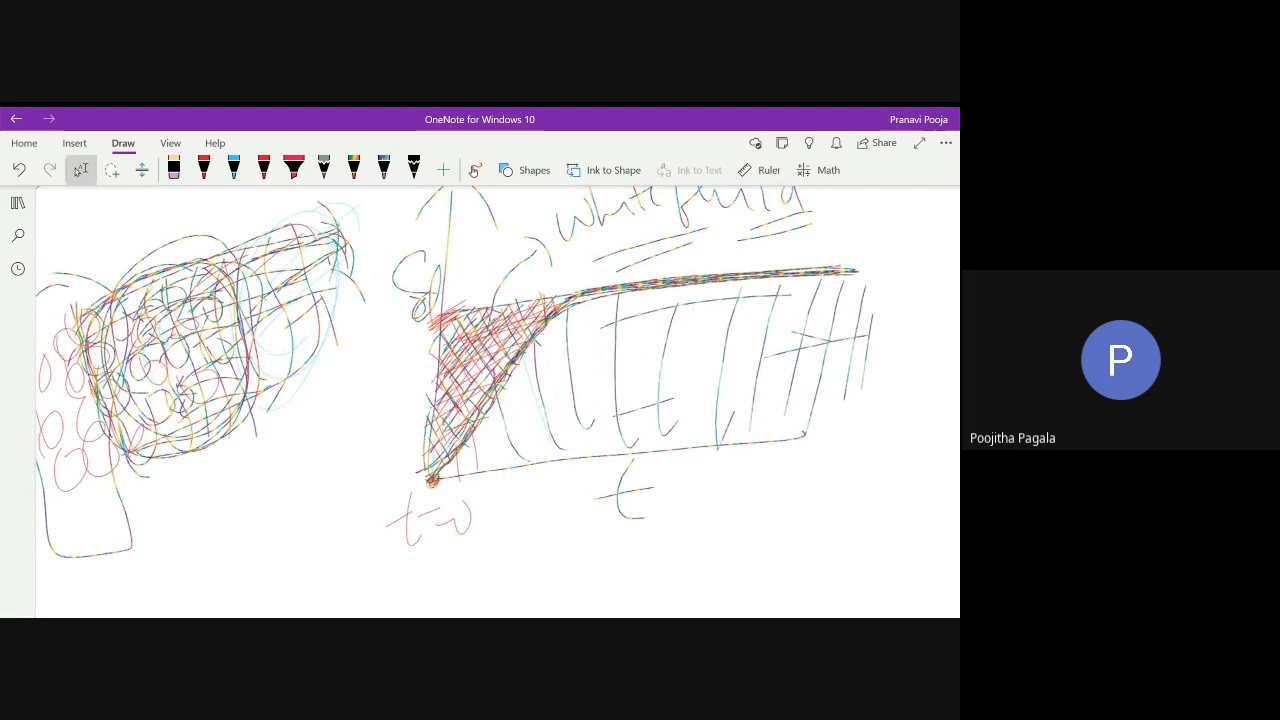 OneNote for Windows 10
Pranavi Pooja
Home Insert Draw View Help
Share
Shapes Ink to Shape Ink to Text Ruler Math
t=0
t
P
Poojitha Pagala